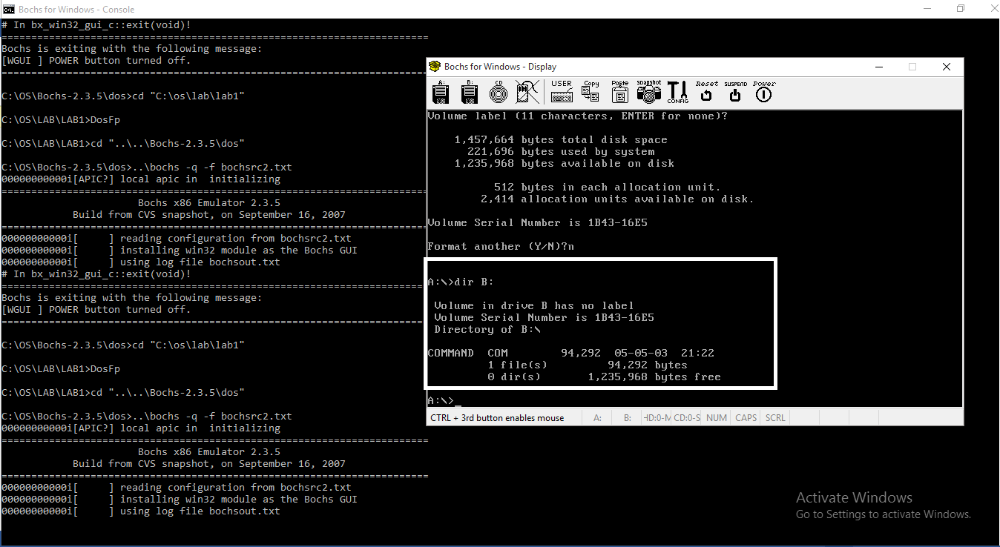 Bochs for Windows - Console
# In bx_win32_gui_c::exit(void)!
========================================================================
Bochs is exiting with the following message:
[WGUI ] POWER button turned off.
========================================================================
C:\OS\Bochs-2.3.5\dos>cd "C:\os\lab\lab1"
C:\OS\LAB\LAB1>DosFp
C:\OS\LAB\LAB1>cd "..\..\Bochs-2.3.5\dos"
C:\OS\Bochs-2.3.5\dos>..\bochs -q -f bochsrc2.txt
00000000000i[APIC?] local apic in  initializing
========================================================================
Bochs x86 Emulator 2.3.5
Build from CVS snapshot, on September 16, 2007
========================================================================
00000000000i[     ] reading configuration from bochsrc2.txt
00000000000i[     ] installing win32 module as the Bochs GUI
00000000000i[     ] using log file bochsout.txt
# In bx_win32_gui_c::exit(void)!
========================================================================
Bochs is exiting with the following message:
[WGUI ] POWER button turned off.
========================================================================
C:\OS\Bochs-2.3.5\dos>cd "C:\os\lab\lab1"
C:\OS\LAB\LAB1>DosFp
C:\OS\LAB\LAB1>cd "..\..\Bochs-2.3.5\dos"
C:\OS\Bochs-2.3.5\dos>..\bochs -q -f bochsrc2.txt
00000000000i[APIC?] local apic in  initializing
========================================================================
Bochs x86 Emulator 2.3.5
Build from CVS snapshot, on September 16, 2007
========================================================================
00000000000i[     ] reading configuration from bochsrc2.txt
00000000000i[     ] installing win32 module as the Bochs GUI
00000000000i[     ] using log file bochsout.txt
Bochs for Windows - Display
A: B: CD USER Copy Paste snapshot CONFIG Reset SUSPEND Power
Volume label (11 characters, ENTER for none)?
1,457,664 bytes total disk space
221,696 bytes used by system
1,235,968 bytes available on disk
512 bytes in each allocation unit.
2,414 allocation units available on disk.
Volume Serial Number is 1B43-16E5
Format another (Y/N)?n
A:\>dir B:
Volume in drive B has no label
Volume Serial Number is 1B43-16E5
Directory of B:\
COMMAND  COM        94,292  05-05-03  21:22
1 file(s)         94,292 bytes
0 dir(s)       1,235,968 bytes free
A:\>_
CTRL + 3rd button enables mouse A: B: HD:0-M CD:0-S NUM CAPS SCRL
Activate Windows
Go to Settings to activate Windows.